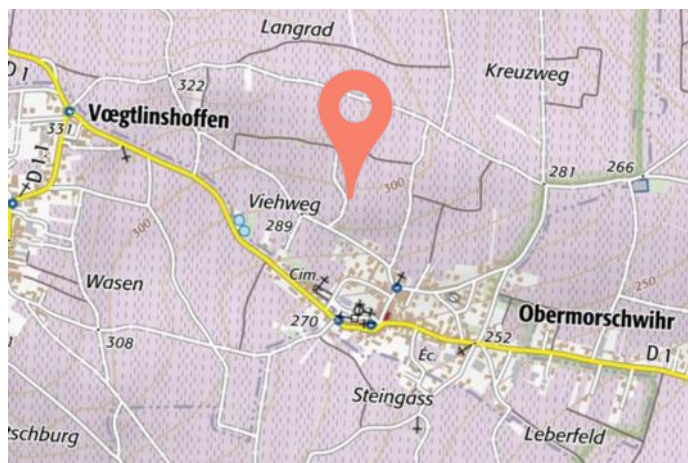 Langrad
D 1
Kreuzweg
322
Vœgtlinshoffen
331
D 1.1
300
281
266
Viehweg
289
300
Wasen
Cim.
250
270
Obermorschwihr
308
252
D 1
Éc.
Steingass
Leberfeld